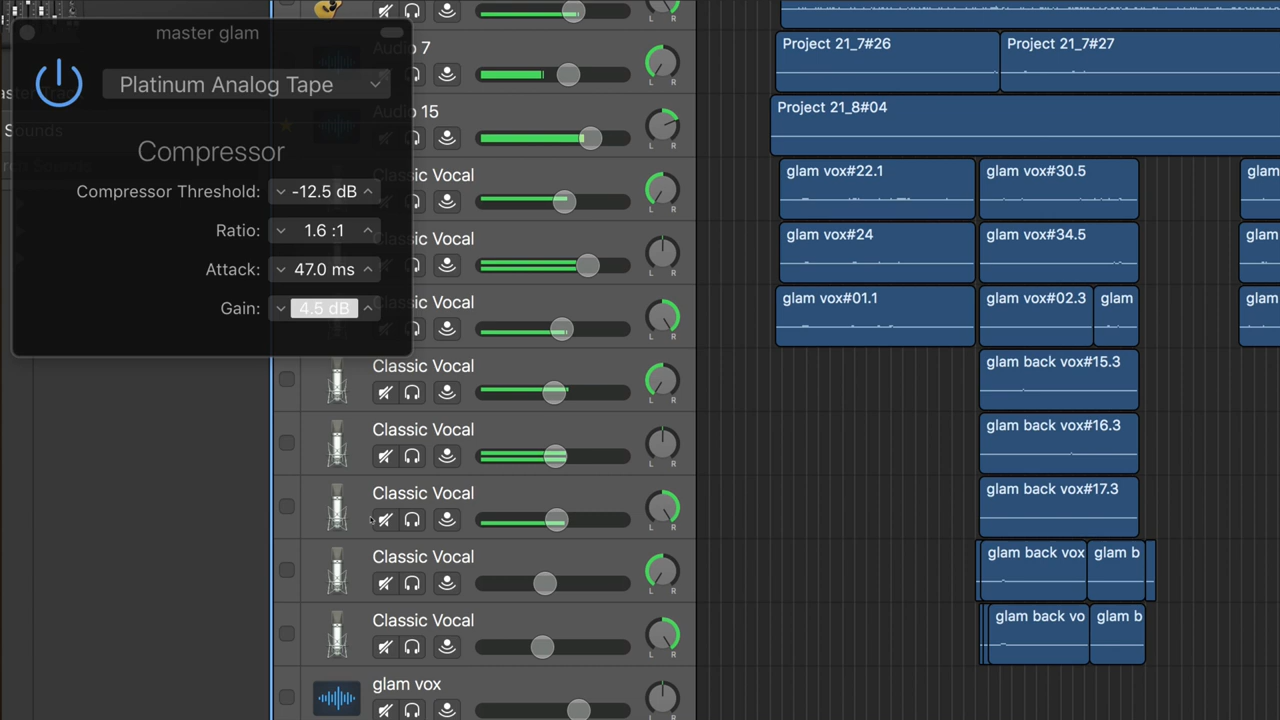 master glam
Platinum Analog Tape
Compressor
Compressor Threshold: -12.5 dB
Ratio: 1.6 :1
Attack: 47.0 ms
Gain: 4.5 dB
Sounds
L R
Audio 7
L R
Audio 15
L R
Classic Vocal
L R
Classic Vocal
L R
Classic Vocal
L R
Classic Vocal
L R
Classic Vocal
L R
Classic Vocal
L R
Classic Vocal
L R
Classic Vocal
L R
glam vox
L R
Project 21_7#26 Project 21_7#27
Project 21_8#04
glam vox#22.1 glam vox#30.5 glam
glam vox#24 glam vox#34.5 glam
glam vox#01.1 glam vox#02.3 glam glam
glam back vox#15.3
glam back vox#16.3
glam back vox#17.3
glam back vox glam b
glam back vo glam b